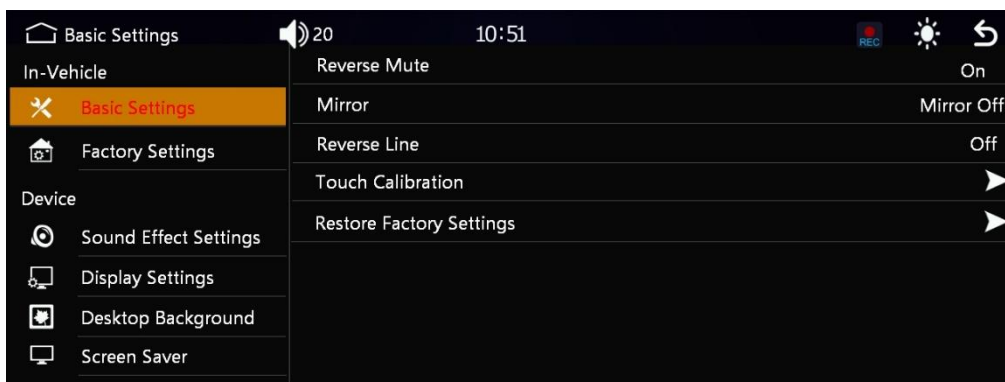 Basic Settings
20
10:51
REC
In-Vehicle
Basic Settings
Factory Settings
Device
Sound Effect Settings
Display Settings
Desktop Background
Screen Saver
Reverse Mute
On
Mirror
Mirror Off
Reverse Line
Off
Touch Calibration
Restore Factory Settings